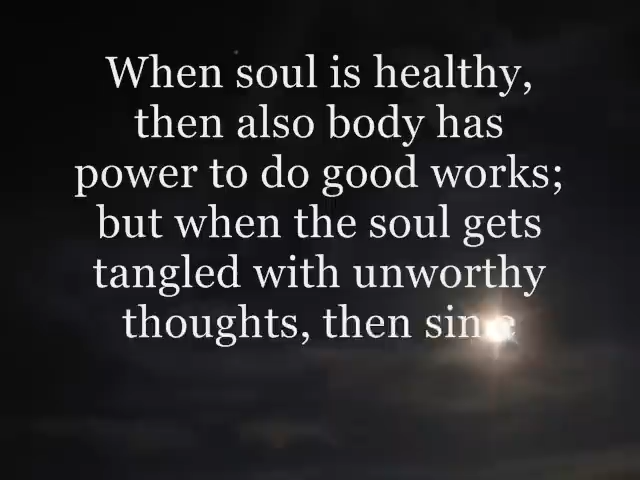 When soul is healthy,
then also body has
power to do good works;
but when the soul gets
tangled with unworthy
thoughts, then